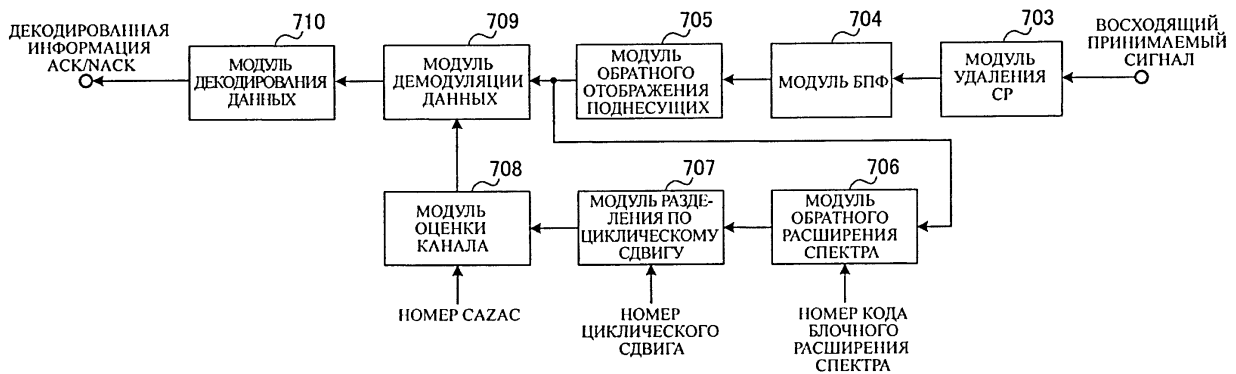 ДЕКОДИРОВАННАЯ
ИНФОРМАЦИЯ
ACK/NACK
710
МОДУЛЬ
ДЕКОДИРОВАНИЯ
ДАННЫХ
709
МОДУЛЬ
ДЕМОДУЛЯЦИИ
ДАННЫХ
705
МОДУЛЬ
ОБРАТНОГО
ОТОБРАЖЕНИЯ
ПОДНЕСУЩИХ
704
МОДУЛЬ БПФ
703
МОДУЛЬ
УДАЛЕНИЯ
CP
ВОСХОДЯЩИЙ
ПРИНИМАЕМЫЙ
СИГНАЛ
708
МОДУЛЬ
ОЦЕНКИ
КАНАЛА
707
МОДУЛЬ РАЗДЕ-
ЛЕНИЯ ПО
ЦИКЛИЧЕСКОМУ
СДВИГУ
706
МОДУЛЬ
ОБРАТНОГО
РАСШИРЕНИЯ
СПЕКТРА
НОМЕР CAZAC
НОМЕР
ЦИКЛИЧЕСКОГО
СДВИГА
НОМЕР КОДА
БЛОЧНОГО
РАСШИРЕНИЯ
СПЕКТРА